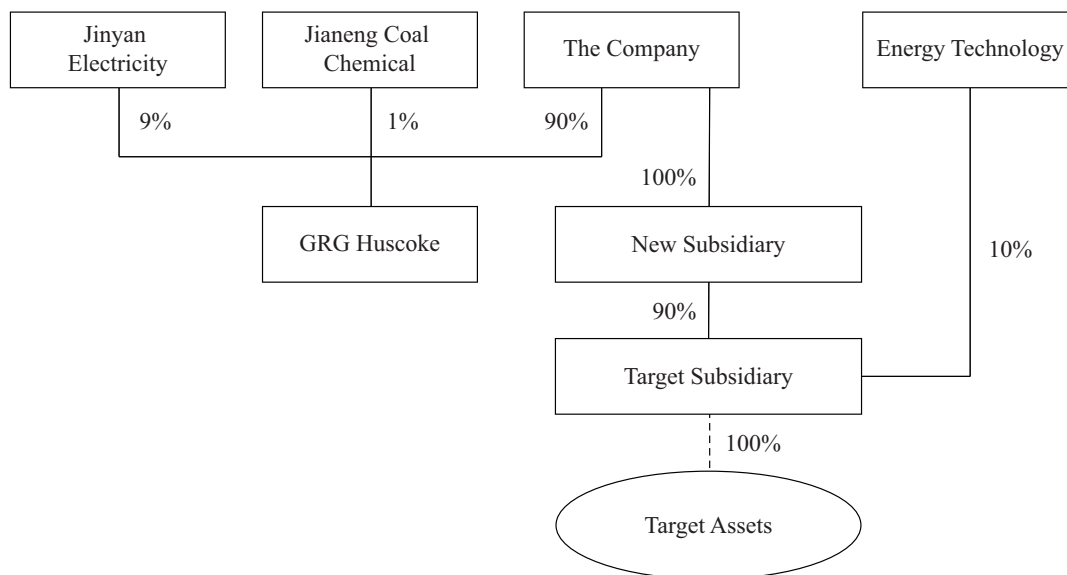 Jinyan
Electricity
Jianeng Coal
Chemical
The Company
Energy Technology
9%
1%
90%
100%
GRG Huscoke
New Subsidiary
10%
90%
Target Subsidiary
100%
Target Assets